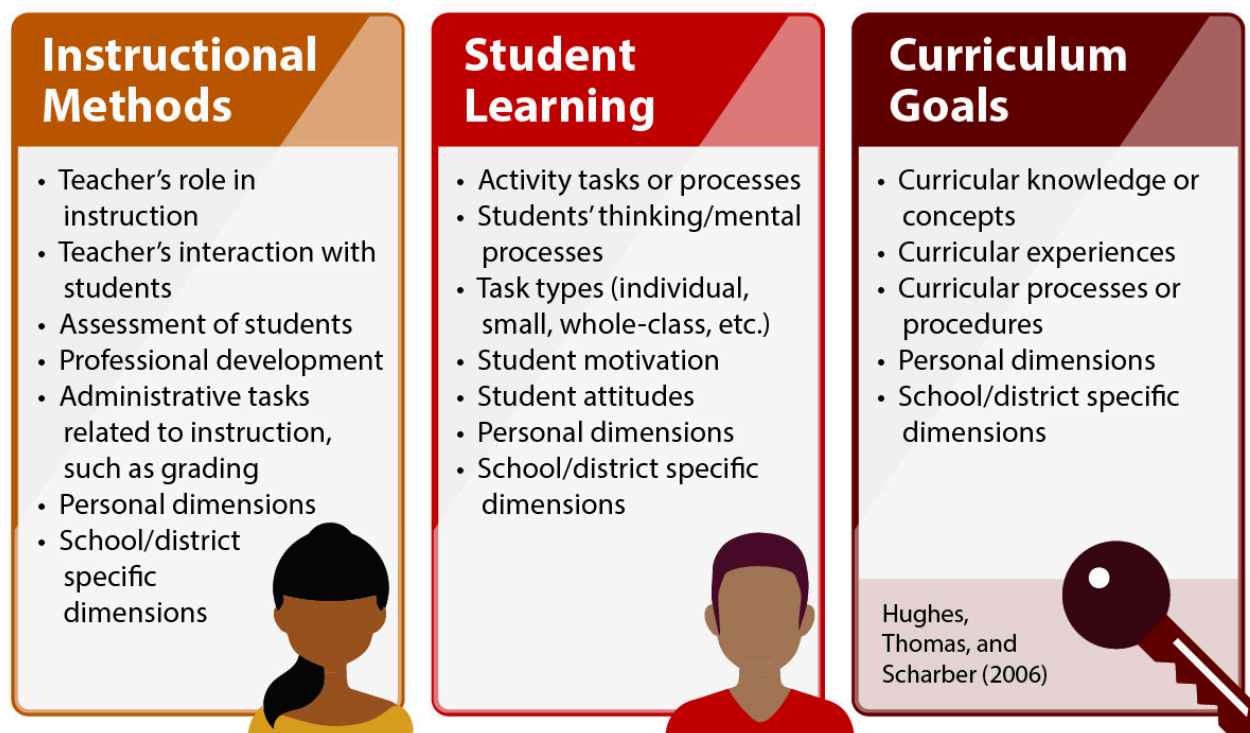 Instructional
Methods
• Teacher's role in
instruction
• Teacher's interaction with
students
• Assessment of students
• Professional development
• Administrative tasks
related to instruction,
such as grading
• Personal dimensions
• School/district
specific
dimensions
Student
Learning
• Activity tasks or processes
• Students' thinking/mental
processes
• Task types (individual,
small, whole-class, etc.)
• Student motivation
• Student attitudes
• Personal dimensions
• School/district specific
dimensions
Curriculum
Goals
• Curricular knowledge or
concepts
• Curricular experiences
• Curricular processes or
procedures
• Personal dimensions
• School/district specific
dimensions
Hughes,
Thomas, and
Scharber (2006)